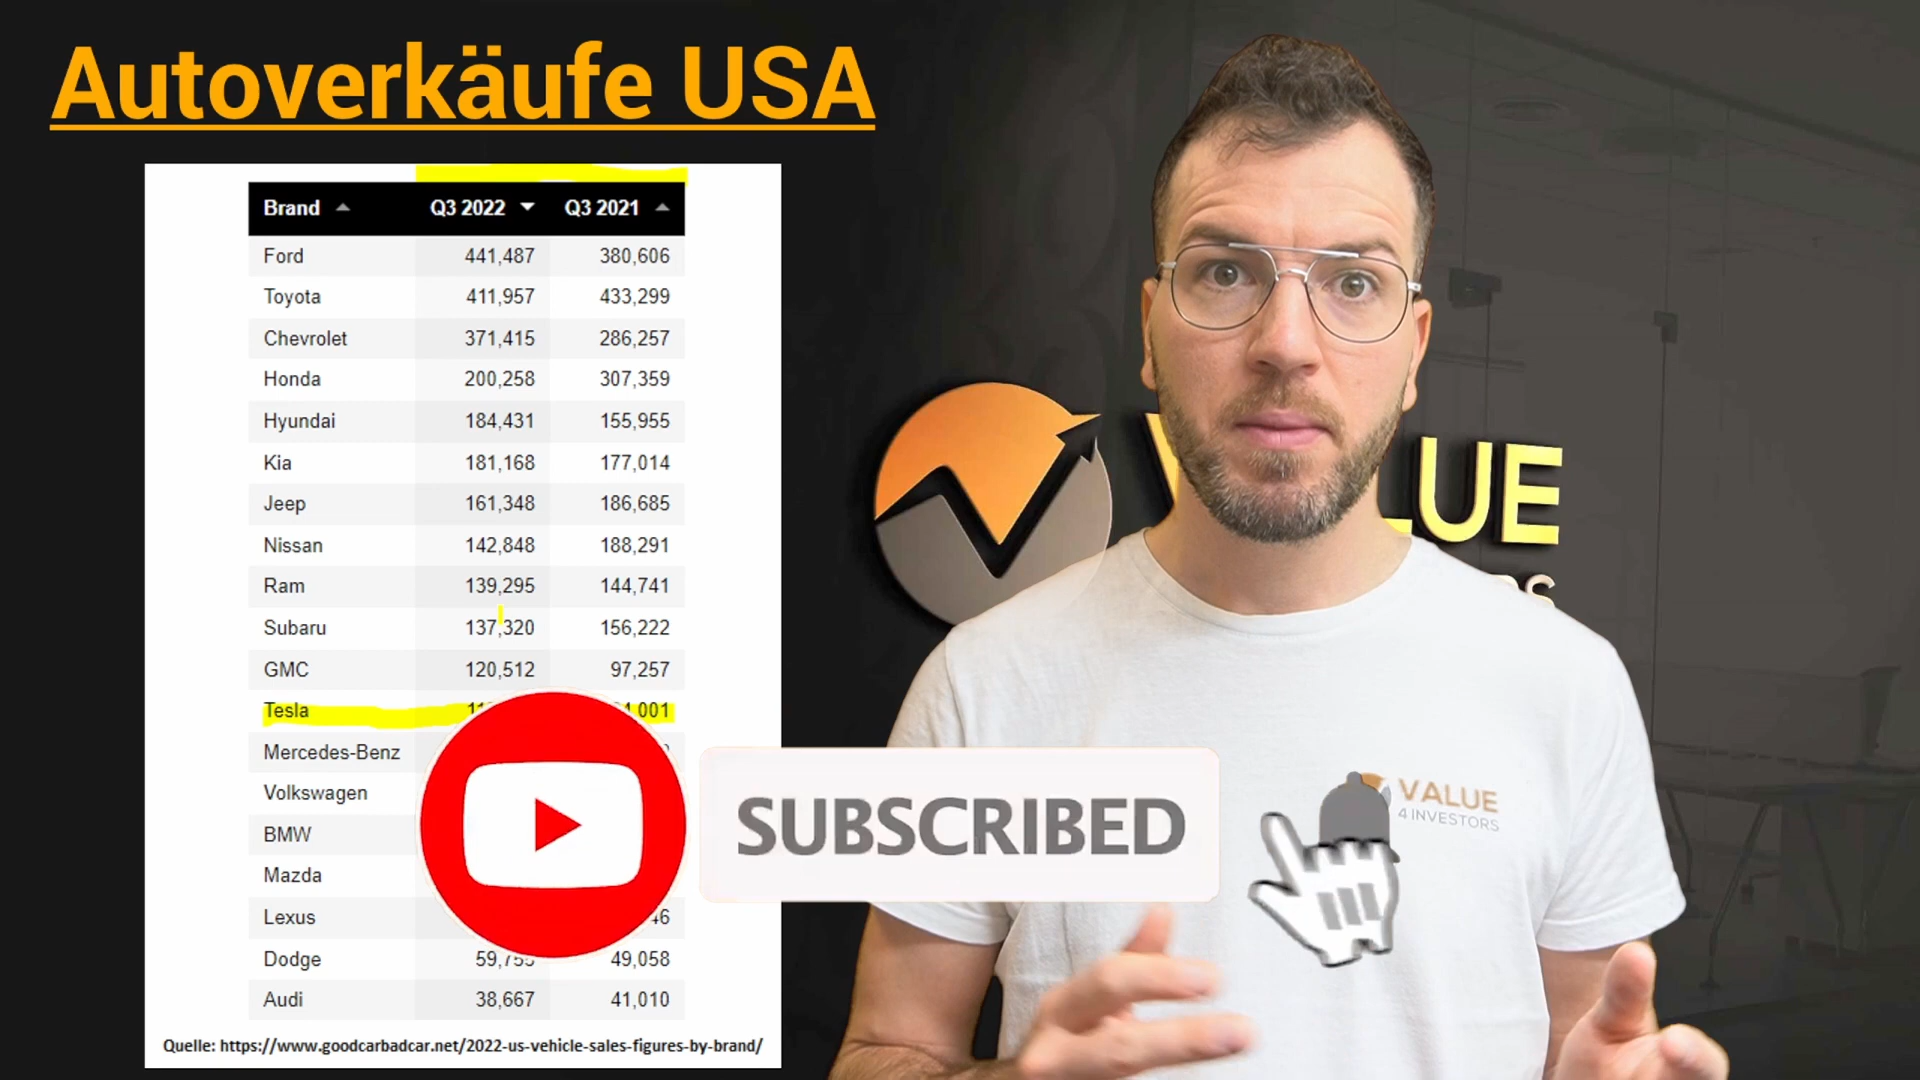 Autoverkäufe USA
Brand Q3 2022 Q3 2021
Ford 441,487 380,606
Toyota 411,957 433,299
Chevrolet 371,415 286,257
Honda 200,258 307,359
Hyundai 184,431 155,955
Kia 181,168 177,014
Jeep 161,348 186,685
Nissan 142,848 188,291
Ram 139,295 144,741
Subaru 137,320 156,222
GMC 120,512 97,257
Tesla
Mercedes-Benz
Volkswagen
BMW
Mazda
Lexus
Dodge 49,058
Audi 38,667 41,010
Quelle: https://www.goodcarbadcar.net/2022-us-vehicle-sales-figures-by-brand/
SUBSCRIBED
VALUE
4 INVESTORS